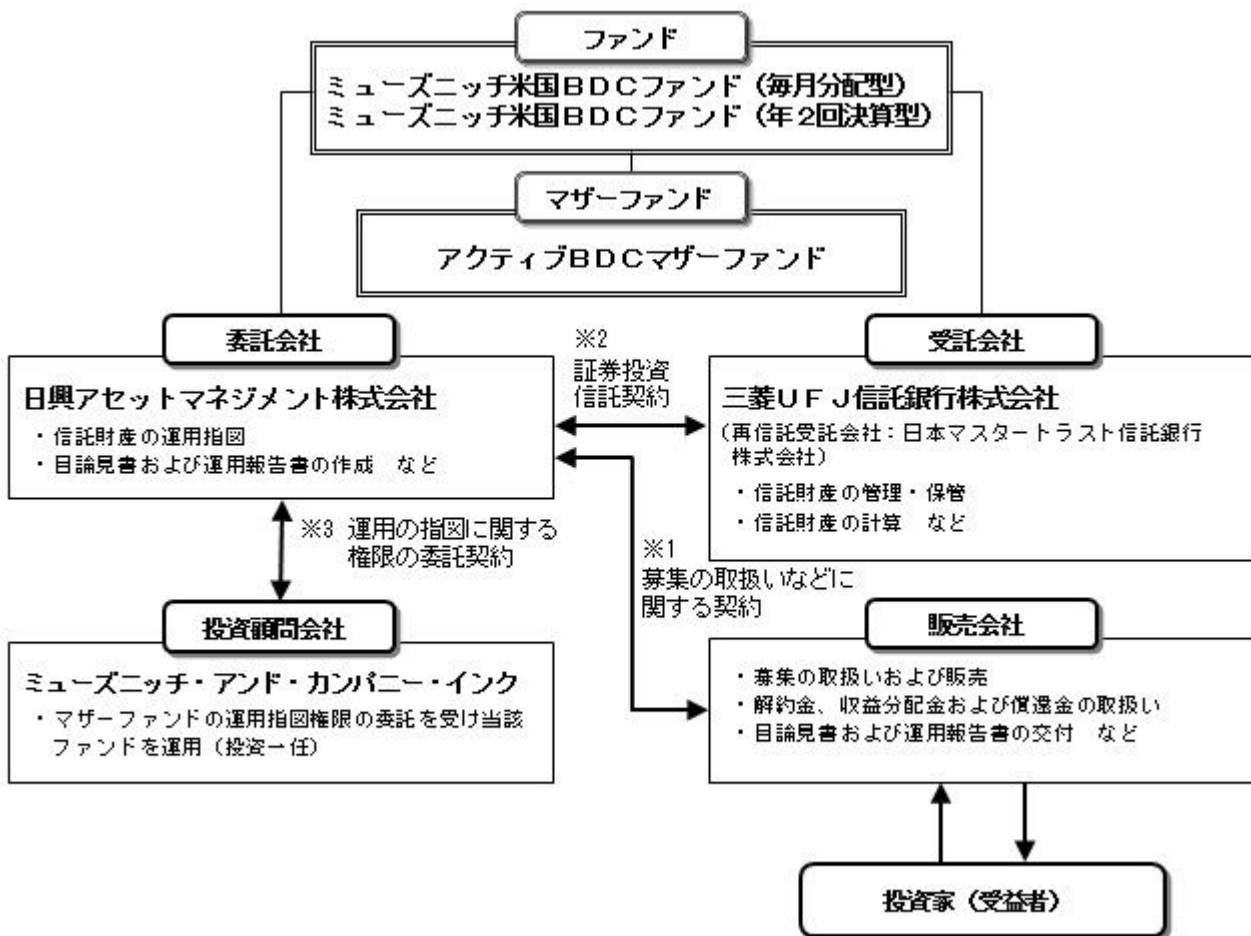 ファンド
ミューズニッチ米国ＢＤＣファンド（毎月分配型）
ミューズニッチ米国ＢＤＣファンド（年２回決算型）
マザーファンド
アクティブＢＤＣマザーファンド
委託会社
日興アセットマネジメント株式会社
・信託財産の運用指図
・目論見書および運用報告書の作成　など
※2
証券投資
信託契約
受託会社
三菱ＵＦＪ信託銀行株式会社
（再信託受託会社：日本マスタートラスト信託銀行
株式会社）
・信託財産の管理・保管
・信託財産の計算　など
※3 運用の指図に関する
権限の委託契約
※1
募集の取扱いなどに
関する契約
投資顧問会社
ミューズニッチ・アンド・カンパニー・インク
・マザーファンドの運用指図権限の委託を受け当該
ファンドを運用（投資一任）
販売会社
・募集の取扱いおよび販売
・解約金、収益分配金および償還金の取扱い
・目論見書および運用報告書の交付　など
投資家（受益者）